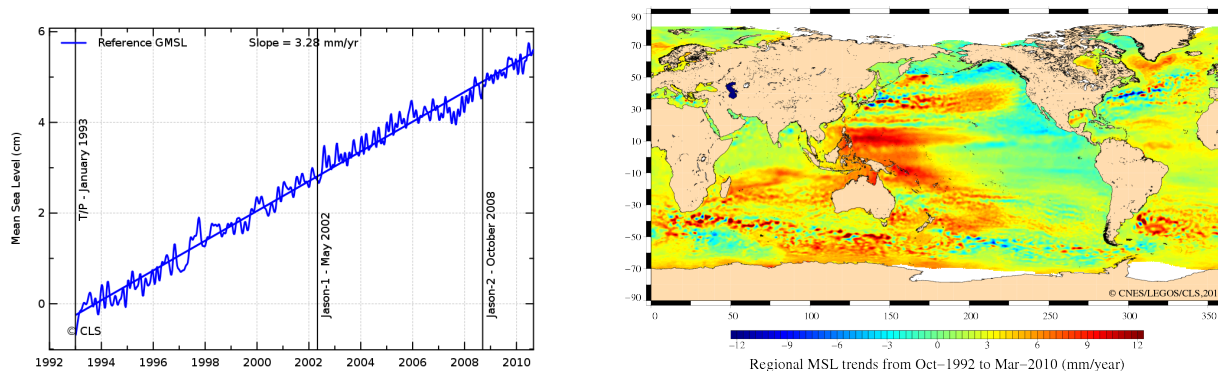 6
4
2
0
Mean Sea Level (cm)
Reference GMSL
Slope = 3.28 mm/yr
T/P - January 1993
Jason-1 - May 2002
Jason-2 - October 2008
© CLS
1992 1994 1996 1998 2000 2002 2004 2006 2008 2010
90
70
50
30
10
−10
−30
−50
−70
−90
© CNES/LEGOS/CLS,201
0 50 100 150 200 250 300 350
−12 −9 −6 −3 0 3 6 9 12
Regional MSL trends from Oct−1992 to Mar−2010 (mm/year)